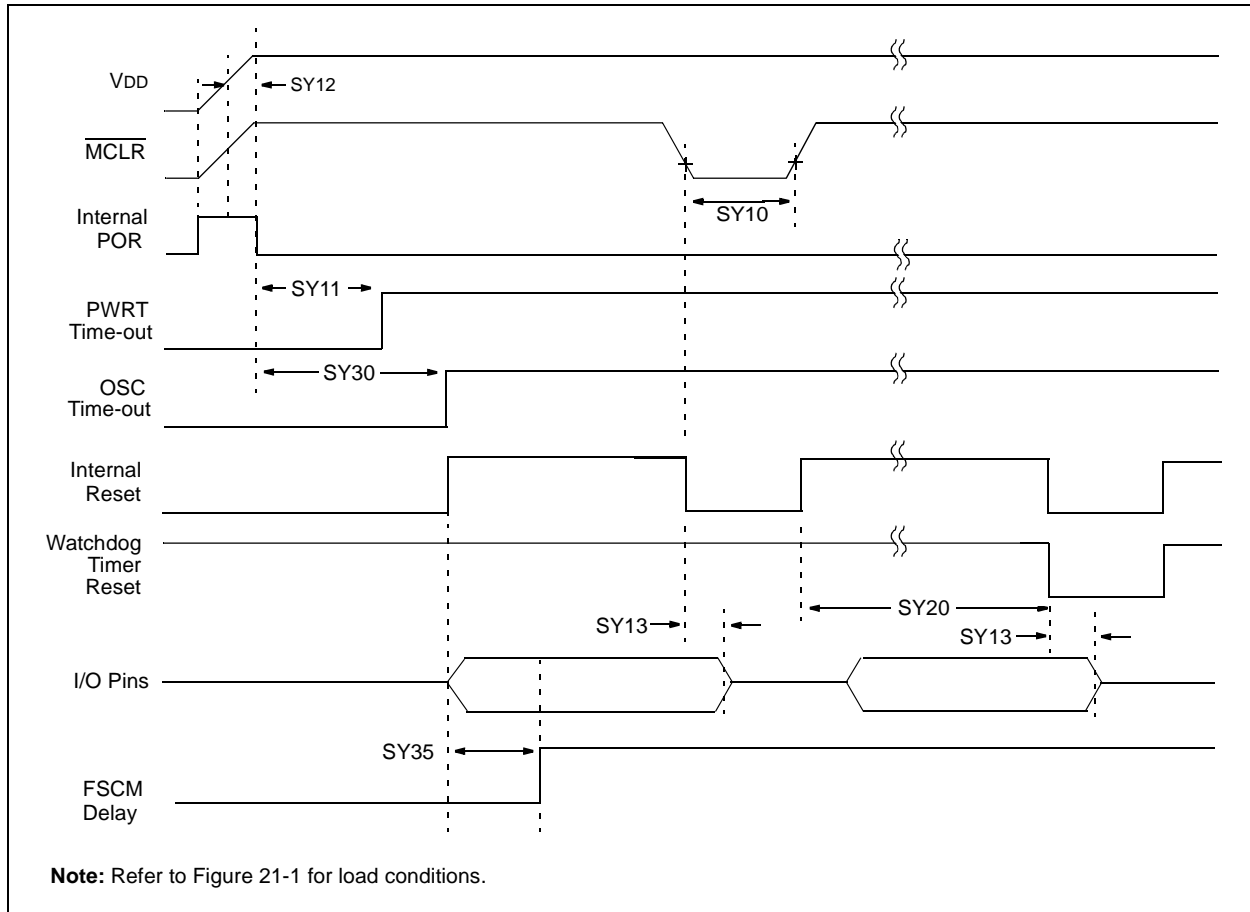 VDD
SY12
MCLR
SY10
Internal
POR
SY11
PWRT
Time-out
SY30
OSC
Time-out
Internal
Reset
Watchdog
Timer
Reset
SY20
SY13
SY13
I/O Pins
SY35
FSCM
Delay
Note: Refer to Figure 21-1 for load conditions.